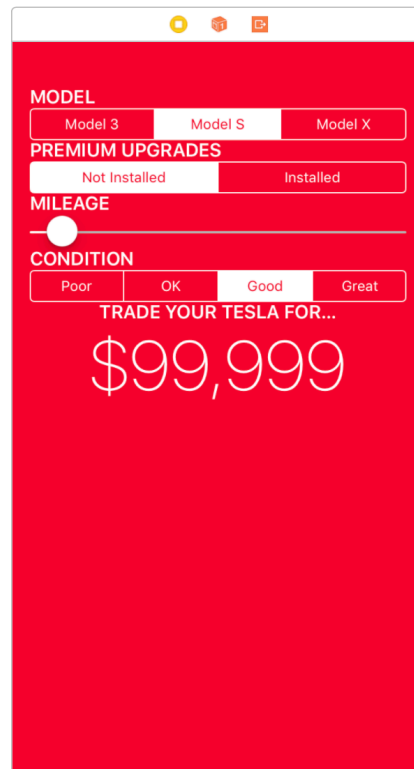 MODEL
Model 3 Model S Model X
PREMIUM UPGRADES
Not Installed Installed
MILEAGE
CONDITION
Poor OK Good Great
TRADE YOUR TESLA FOR...
$99,999